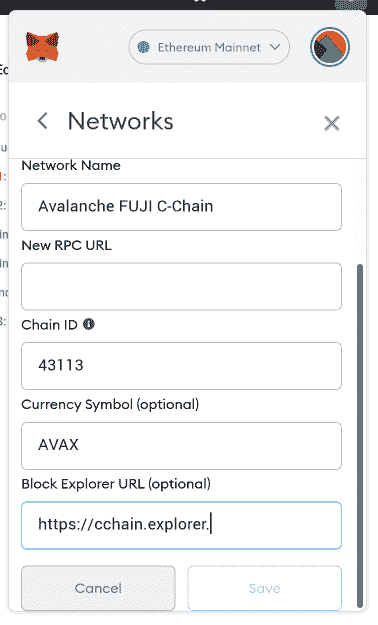 Ethereum Mainnet
Networks
Network Name
Avalanche FUJI C-Chain
New RPC URL
Chain ID
43113
Currency Symbol (optional)
AVAX
Block Explorer URL (optional)
https://cchain.explorer.
Cancel
Save